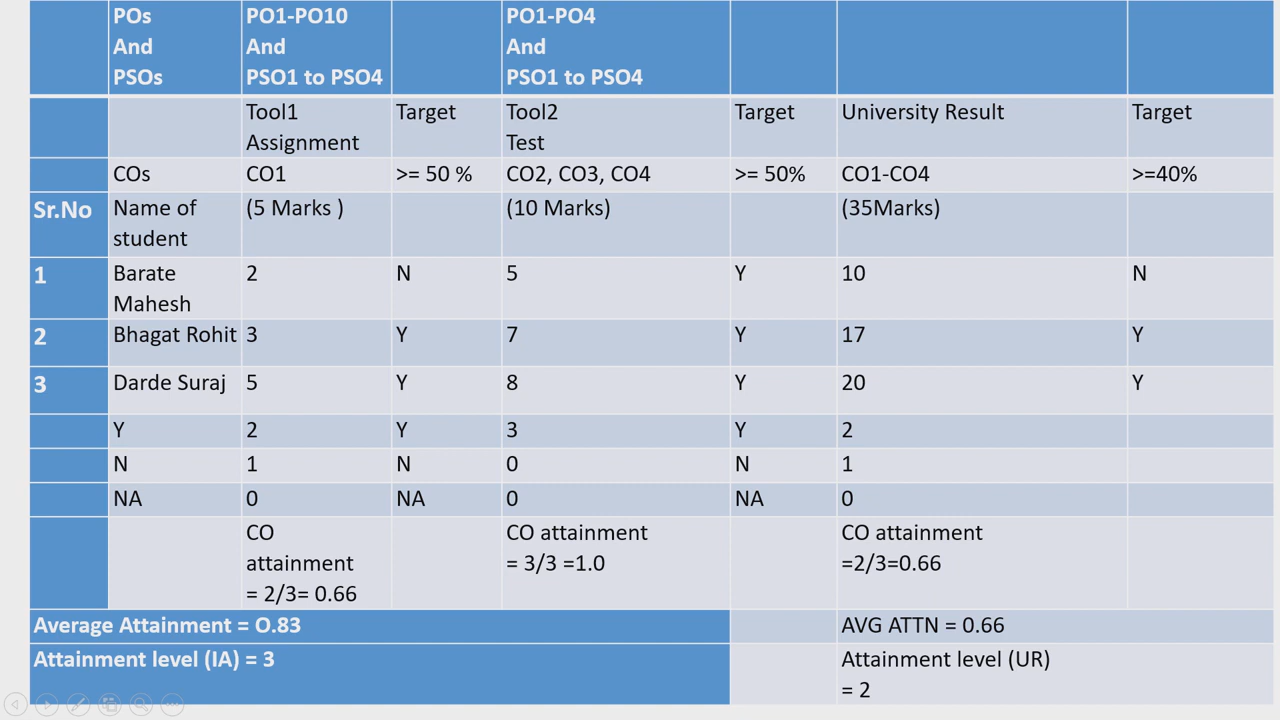 POs And PSOs
PO1-PO10 And PSO1 to PSO4
PO1-PO4 And PSO1 to PSO4
Tool1 Assignment
Target
Tool2 Test
Target
University Result
Target
COs
CO1
>= 50 %
CO2, CO3, CO4
>= 50%
CO1-CO4
>=40%
Sr.No
Name of student
(5 Marks )
(10 Marks)
(35Marks)
1
Barate Mahesh
2
N
5
Y
10
N
2
Bhagat Rohit
3
Y
7
Y
17
Y
3
Darde Suraj
5
Y
8
Y
20
Y
Y
2
Y
3
Y
2
N
1
N
0
N
1
NA
0
NA
0
NA
0
CO attainment = 2/3= 0.66
CO attainment = 3/3 =1.0
CO attainment =2/3=0.66
Average Attainment = O.83
AVG ATTN = 0.66
Attainment level (IA) = 3
Attainment level (UR) = 2